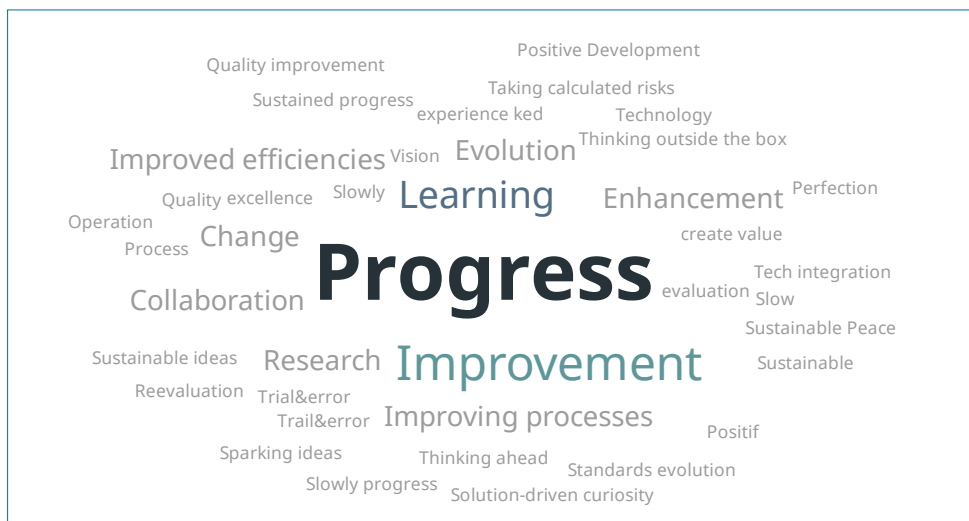 Positive Development
Quality improvement
Taking calculated risks
Sustained progress
experience ked
Technology
Thinking outside the box
Evolution
Improved efficiencies
Vision
Learning
Enhancement
Perfection
Slowly
Quality excellence
Operation
Change
create value
Process
Progress
Tech integration
evaluation
Slow
Collaboration
Sustainable Peace
Sustainable ideas
Research
Improvement
Sustainable
Reevaluation
Trial&error
Improving processes
Trail&error
Positif
Sparking ideas
Thinking ahead
Standards evolution
Slowly progress
Solution-driven curiosity